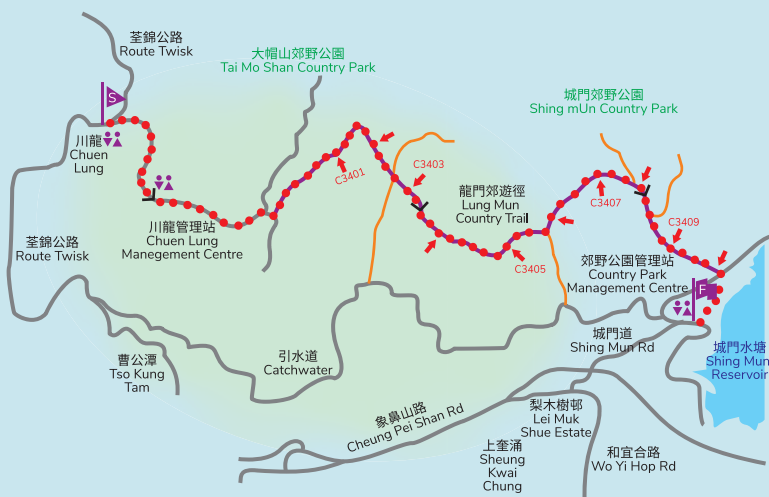 荃錦公路
Route Twisk
大帽山郊野公園
Tai Mo Shan Country Park
城門郊野公園
Shing mUn Country Park
S
川龍
Chuen
Lung
C3401
C3403
龍門郊遊徑
Lung Mun
Country Trail
C3407
C3409
川龍管理站
Chuen Lung
Manegement Centre
荃錦公路
Route Twisk
C3405
郊野公園管理站
Country Park
Management Centre
F
城門道
Shing Mun Rd
城門水塘
Shing Mun
Reservoir
曹公潭
Tso Kung
Tam
引水道
Catchwater
象鼻山路
Cheung Pei Shan Rd
梨木樹邨
Lei Muk
Shue Estate
上奎涌
Sheung
Kwai
Chung
和宜合路
Wo Yi Hop Rd